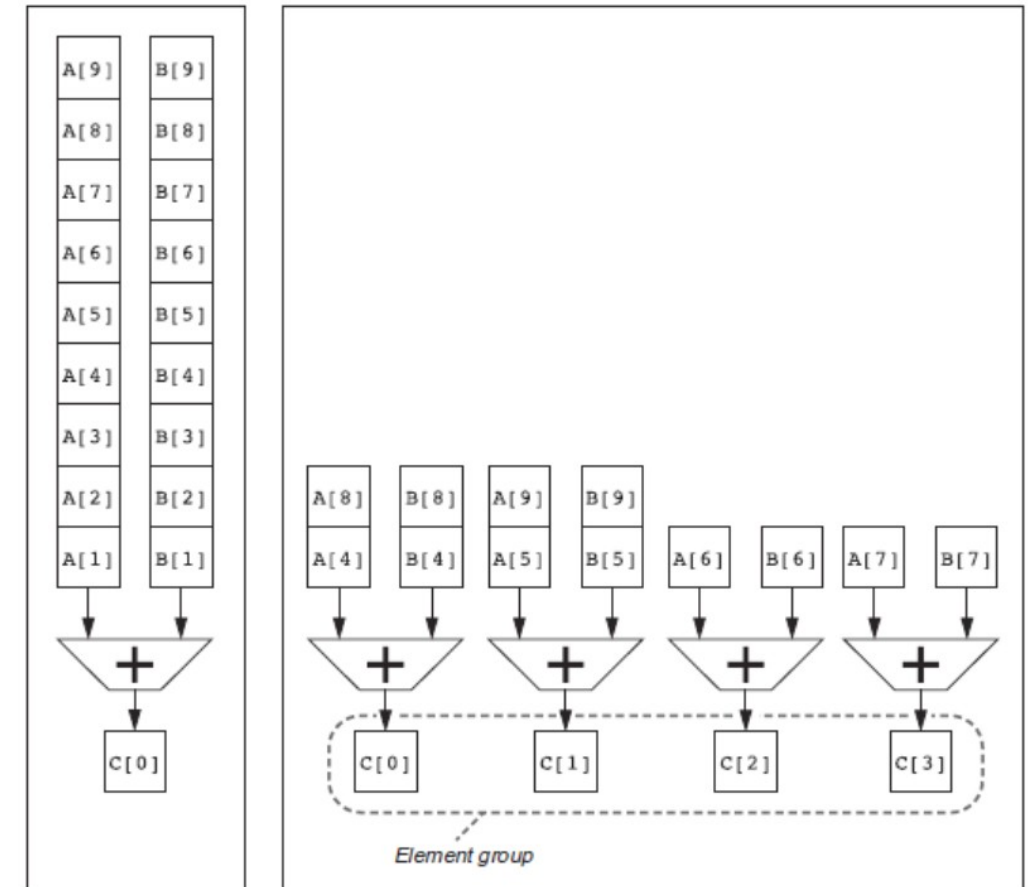 A[9] B[9]
A[8] B[8]
A[7] B[7]
A[6] B[6]
A[5] B[5]
A[4] B[4]
A[3] B[3]
A[2] B[2]
A[1] B[1]
+
C[0]
A[8] B[8] A[9] B[9]
A[4] B[4] A[5] B[5] A[6] B[6] A[7] B[7]
+ + + +
C[0] C[1] C[2] C[3]
Element group